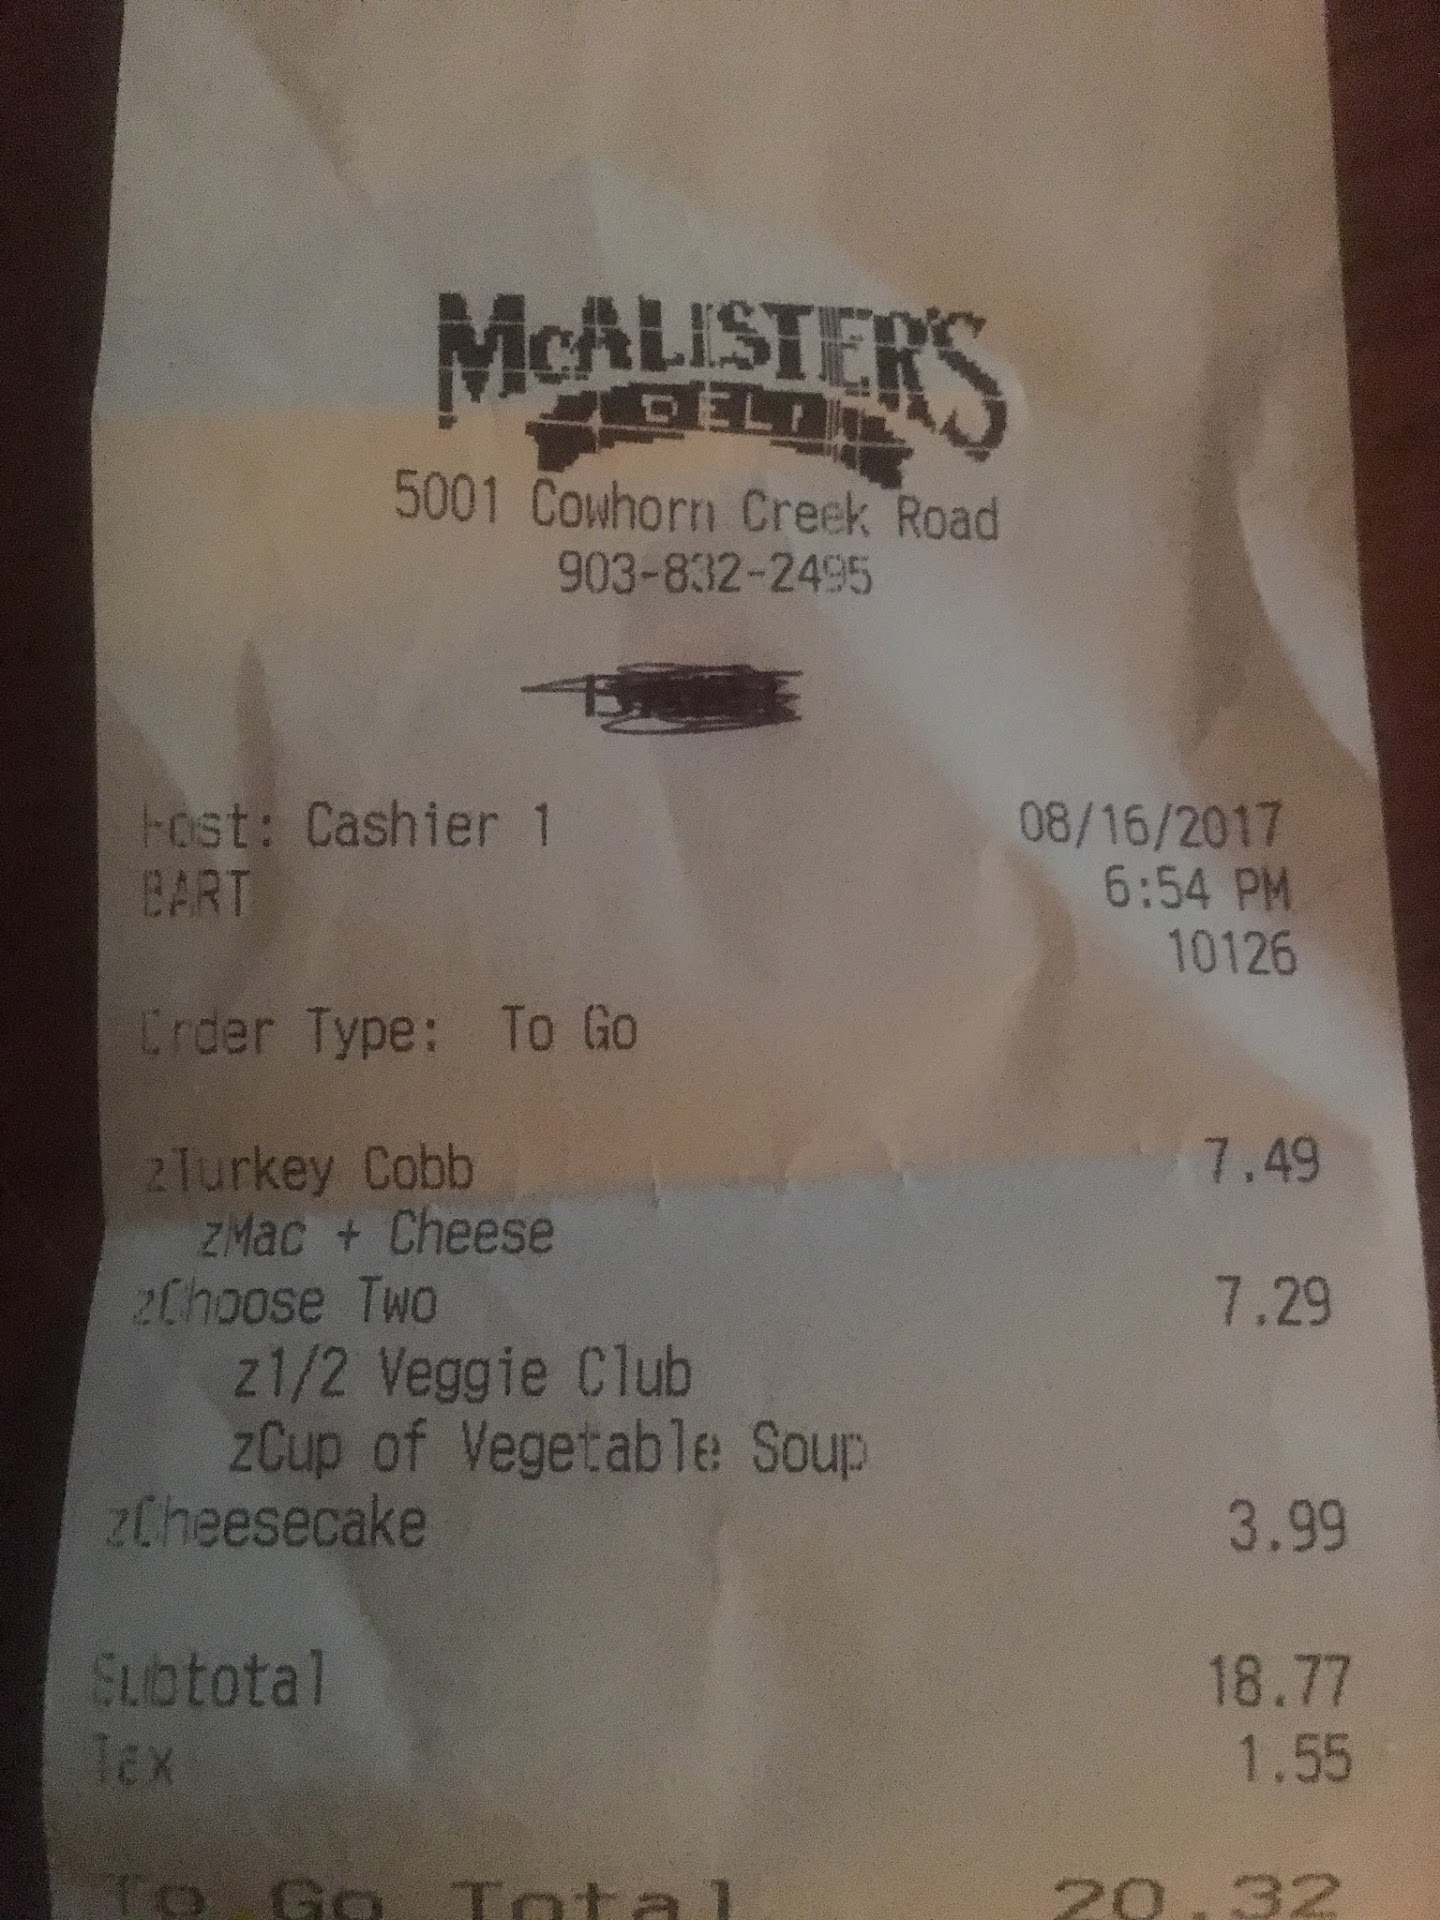 McALISTER'S
DELI
5001 Cowhorn Creek Road
903-832-2495
Host: Cashier 1 08/16/2017
BART 6:54 PM
10126
Order Type: To Go
zTurkey Cobb 7.49
zMac + Cheese
zChoose Two 7.29
z1/2 Veggie Club
zCup of Vegetable Soup
zCheesecake 3.99
Subtotal 18.77
Tax 1.55
To Go Total 20.32